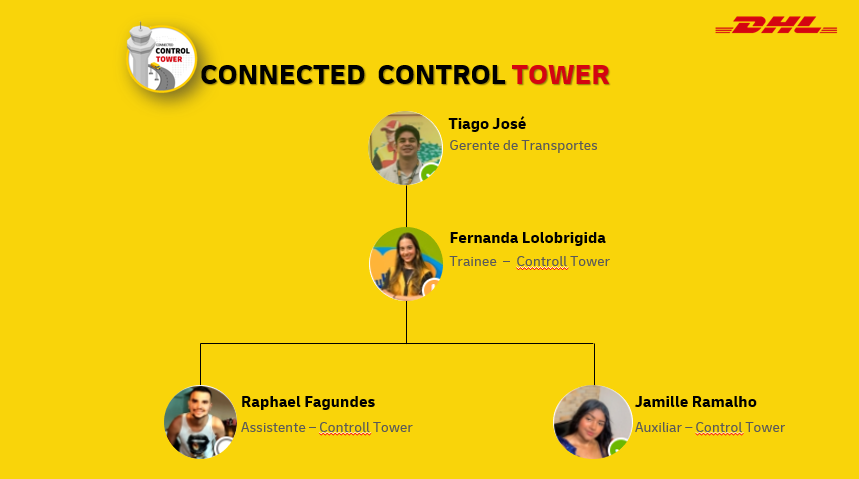 DHL
CONNECTED
CONTROL
TOWER
CONNECTED CONTROL TOWER
Tiago José
Gerente de Transportes
Fernanda Lolobrigida
Trainee – Controll Tower
Raphael Fagundes
Assistente – Controll Tower
Jamille Ramalho
Auxiliar – Control Tower